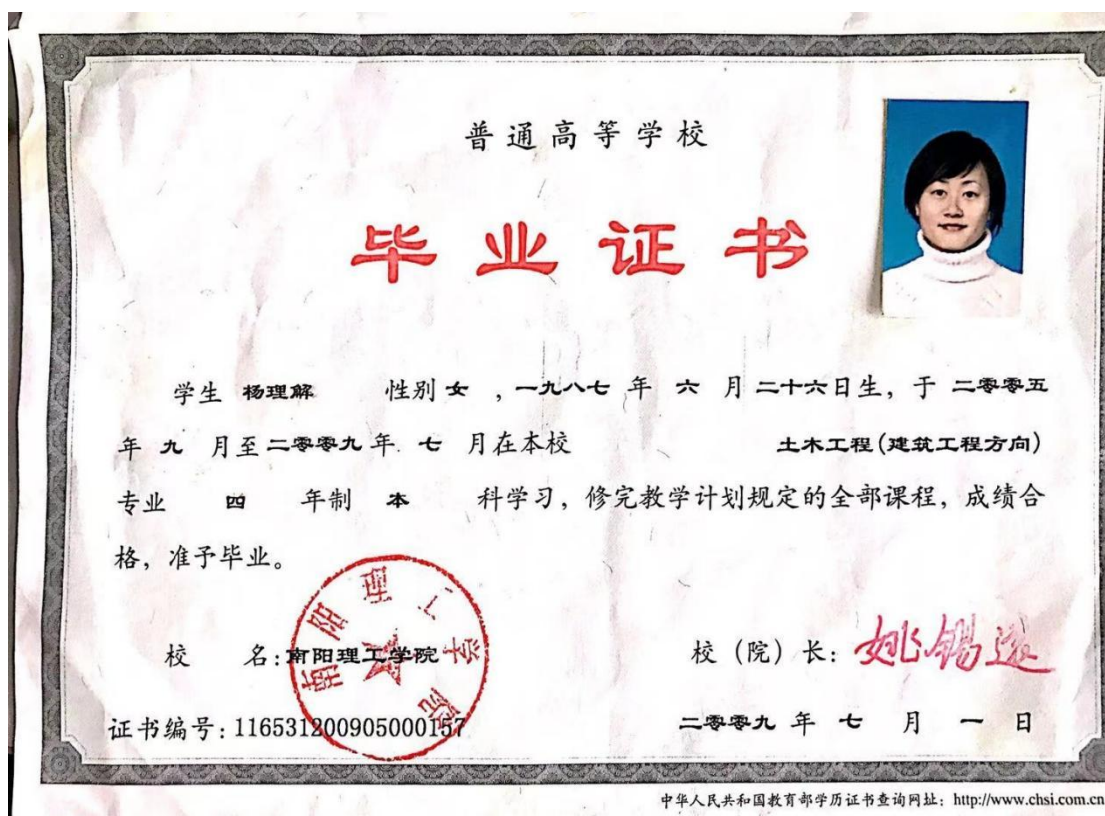 普通高等学校
毕业证书
学生 杨理解 性别 女 ，一九八七 年 六 月 二十六日生，于 二零零五
年 九 月至 二零零九 年 七 月在本校 土木工程(建筑工程方向)
专业 四 年制 本 科学习，修完教学计划规定的全部课程，成绩合
格，准予毕业。
南阳理工学院
校 名：南阳理工学院 校（院）长：姚锡远
证书编号：116531200905000157 二零零九 年 七 月 一 日
中华人民共和国教育部学历证书查询网址：http://www.chsi.com.cn